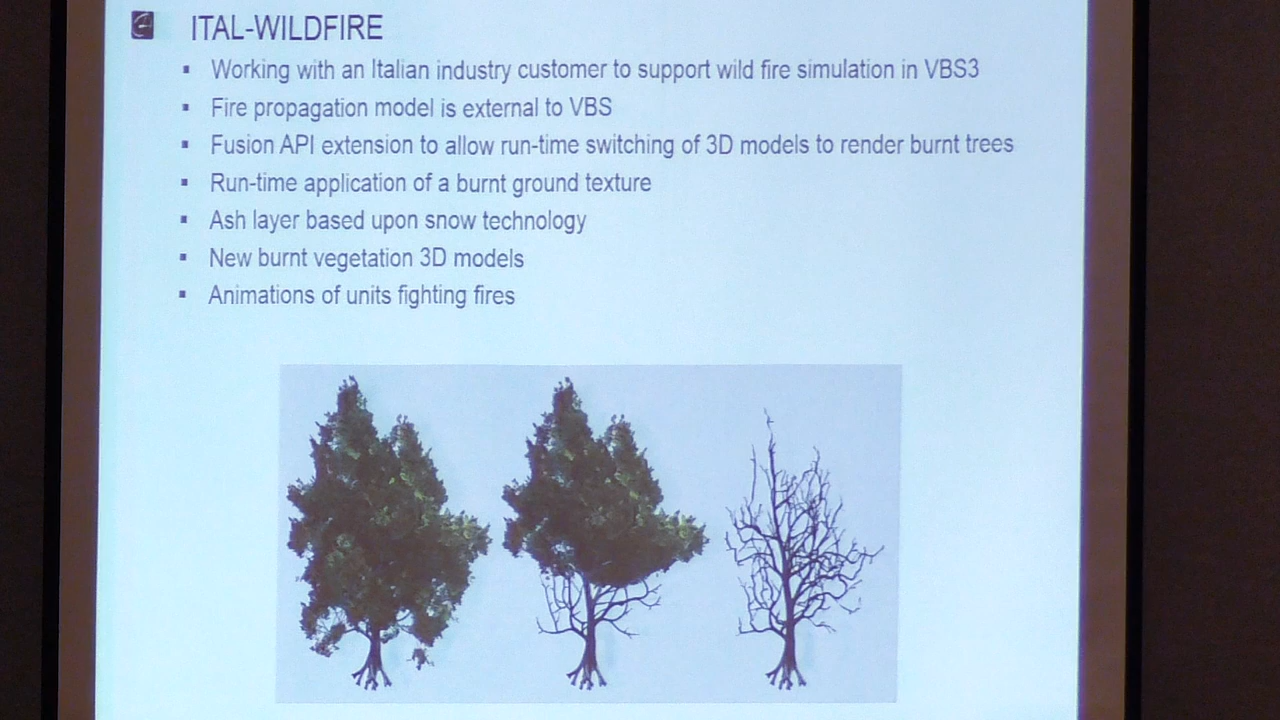 ITAL-WILDFIRE
Working with an Italian industry customer to support wild fire simulation in VBS3
Fire propagation model is external to VBS
Fusion API extension to allow run-time switching of 3D models to render burnt trees
Run-time application of a burnt ground texture
Ash layer based upon snow technology
New burnt vegetation 3D models
Animations of units fighting fires